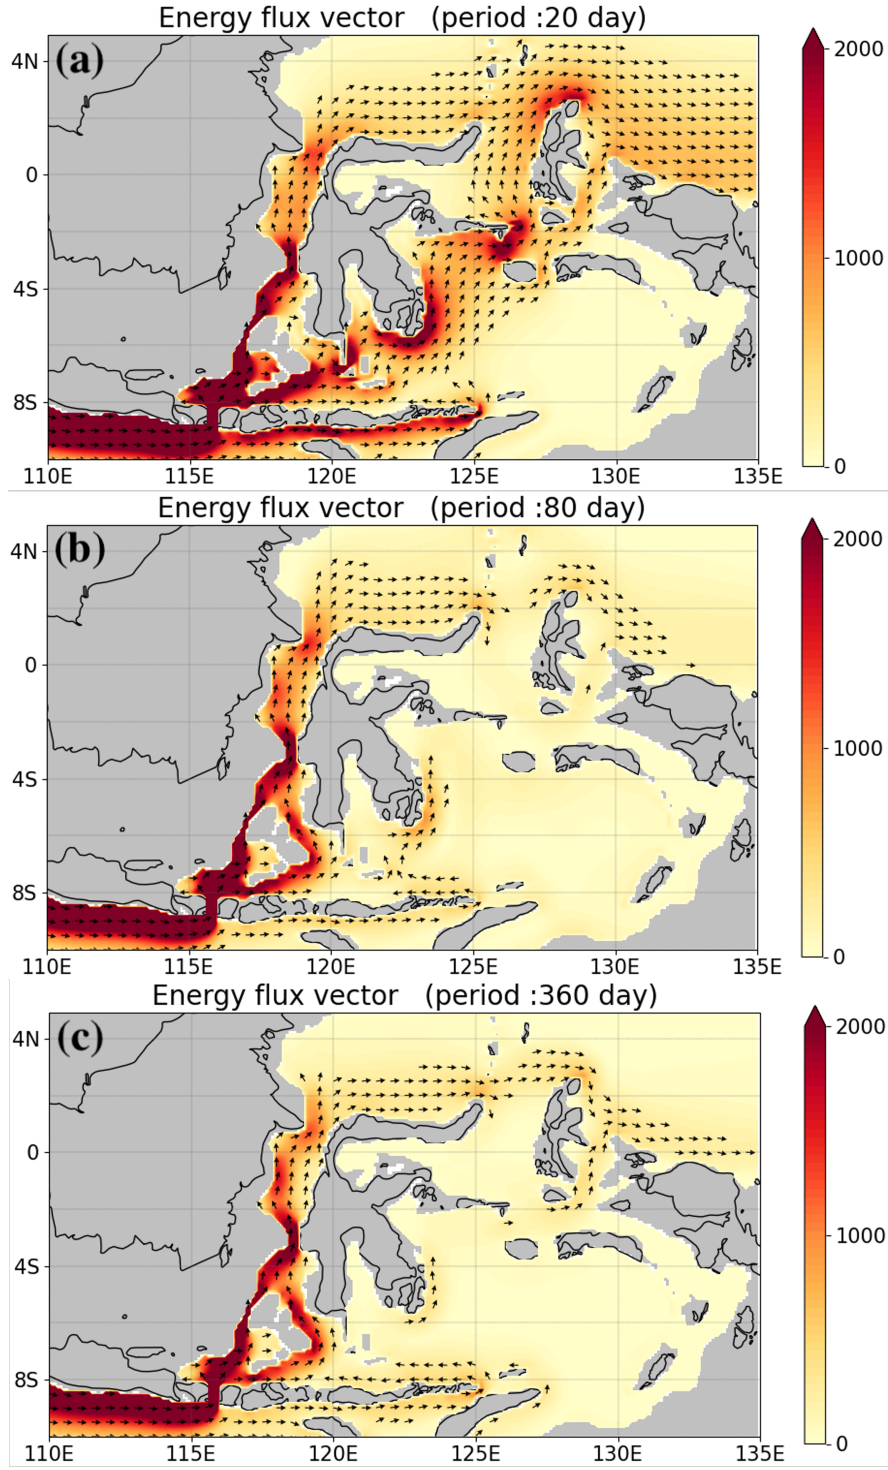 Energy flux vector (period :20 day)
(a)
4N
0
4S
8S
110E 115E 120E 125E 130E 135E
2000
1000
0
Energy flux vector (period :80 day)
(b)
4N
0
4S
8S
110E 115E 120E 125E 130E 135E
2000
1000
0
Energy flux vector (period :360 day)
(c)
4N
0
4S
8S
110E 115E 120E 125E 130E 135E
2000
1000
0